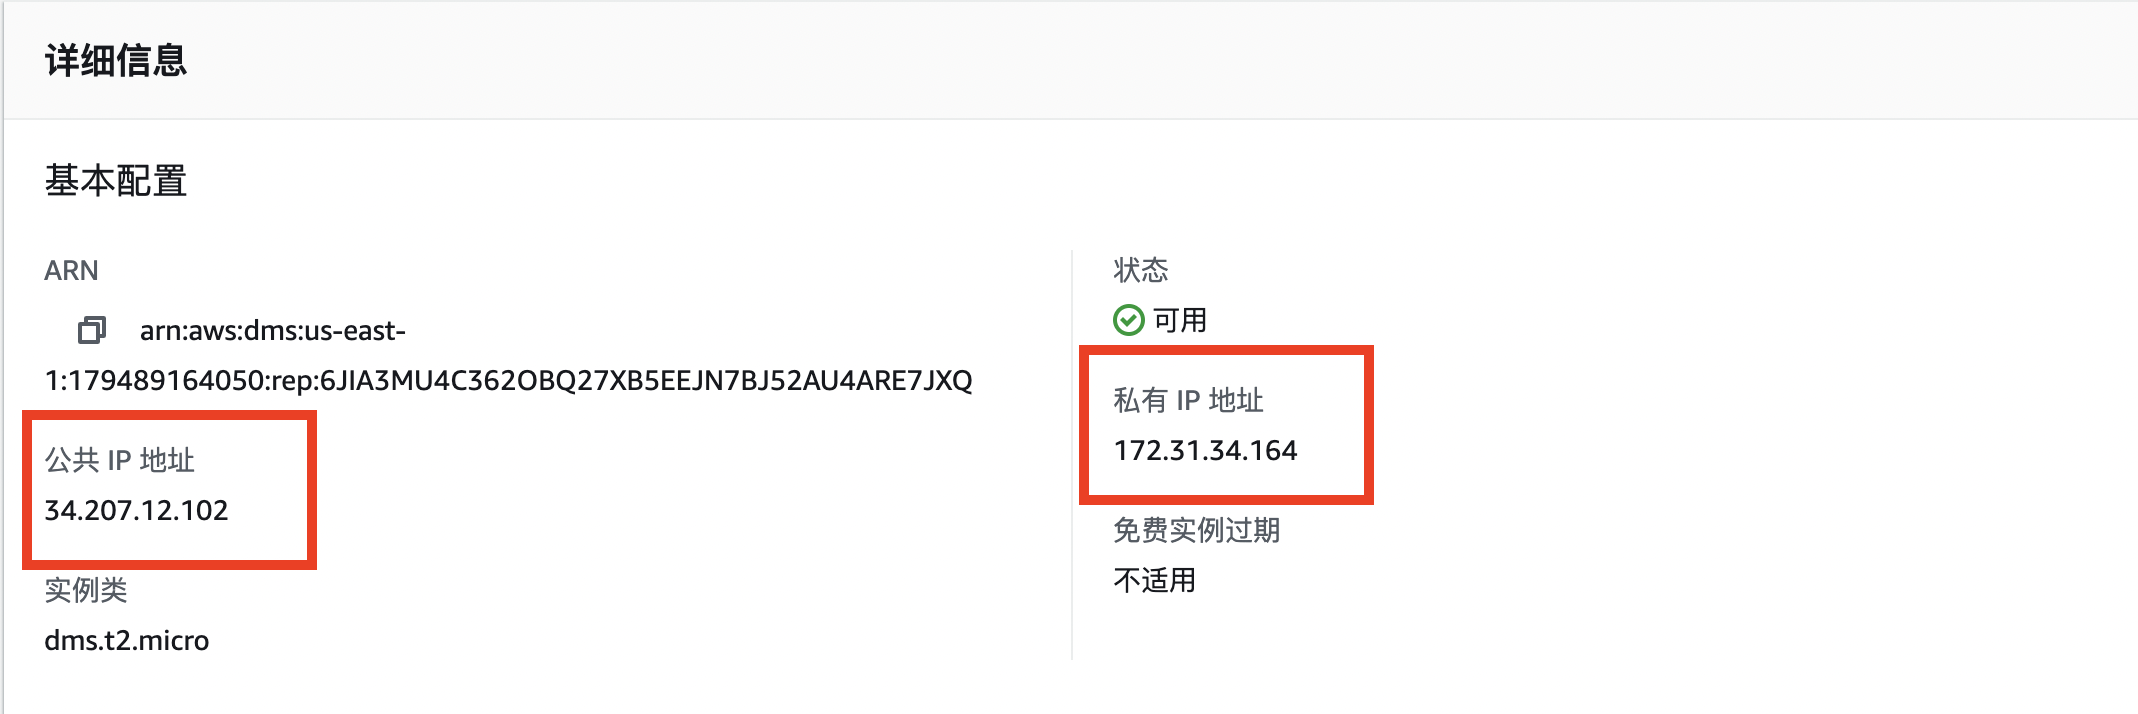 详细信息
基本配置
ARN
arn:aws:dms:us-east-
1:179489164050:rep:6JIA3MU4C362OBQ27XB5EEJN7BJ52AU4ARE7JXQ
公共 IP 地址
34.207.12.102
实例类
dms.t2.micro
状态
可用
私有 IP 地址
172.31.34.164
免费实例过期
不适用